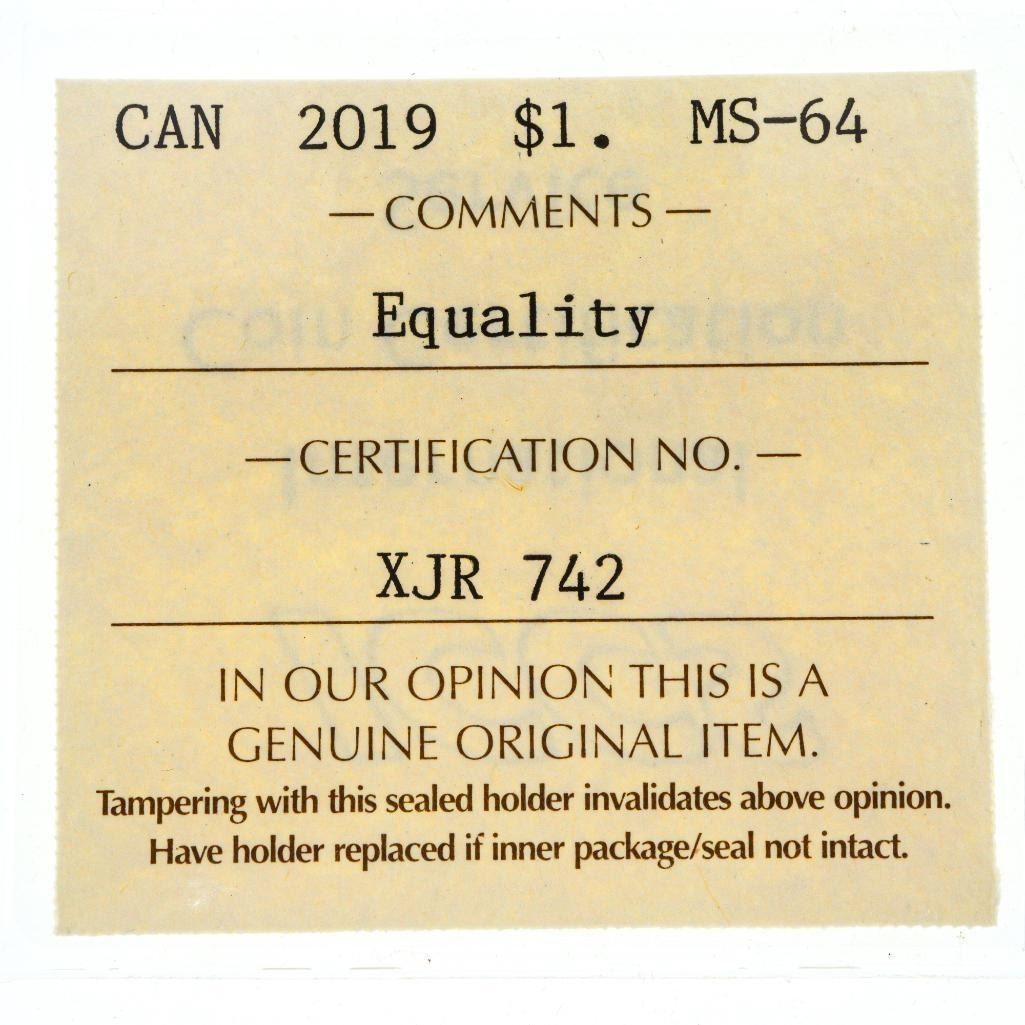 CAN 2019 $1. MS-64
— COMMENTS —
Equality
— CERTIFICATION NO. —
XJR 742
IN OUR OPINION THIS IS A
GENUINE ORIGINAL ITEM.
Tampering with this sealed holder invalidates above opinion.
Have holder replaced if inner package/seal not intact.